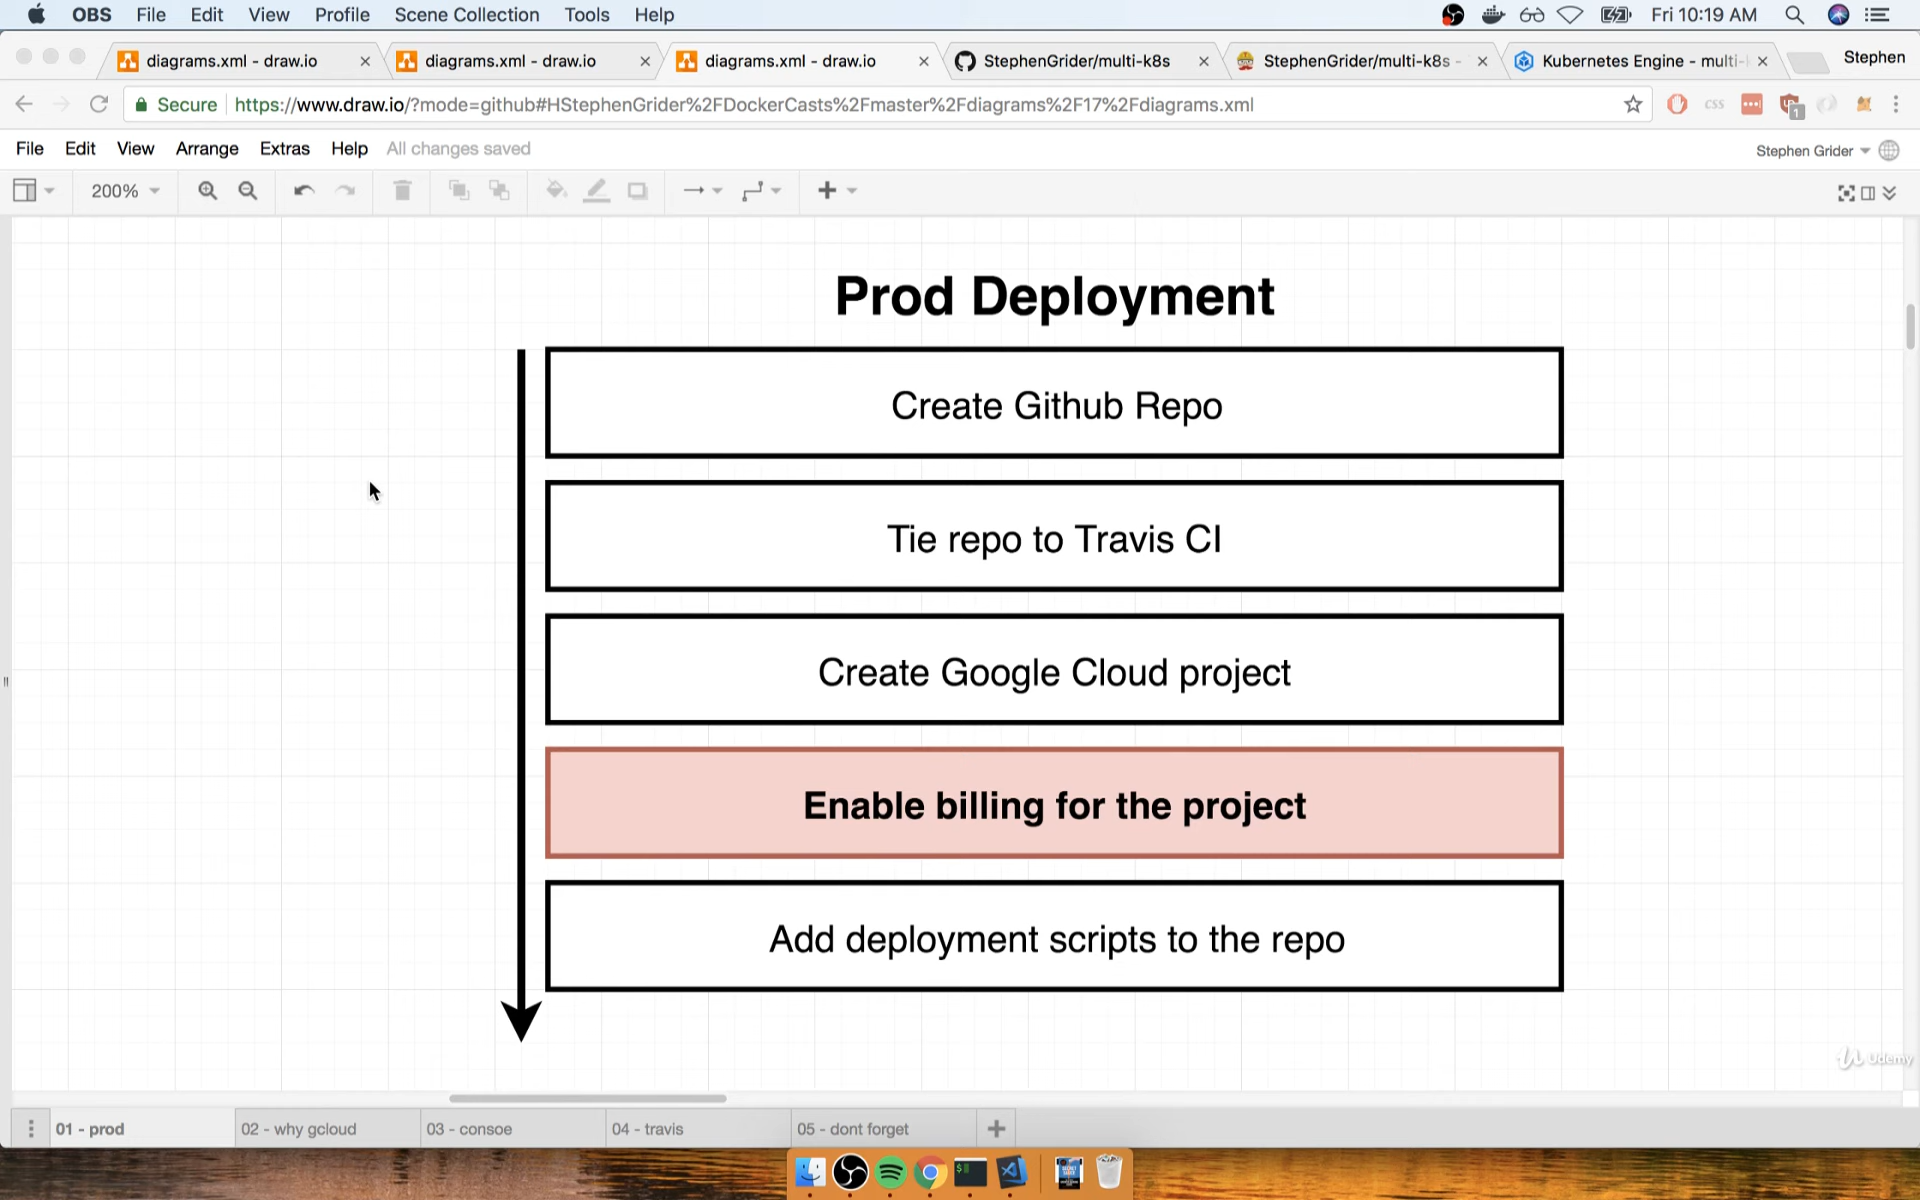 OBS File Edit View Profile Scene Collection Tools Help Fri 10:19 AM
diagrams.xml - draw.io diagrams.xml - draw.io diagrams.xml - draw.io StephenGrider/multi-k8s StephenGrider/multi-k8s - Kubernetes Engine - multi- Stephen
Secure https://www.draw.io/?mode=github#HStephenGrider%2FDockerCasts%2Fmaster%2Fdiagrams%2F17%2Fdiagrams.xml css 1
File Edit View Arrange Extras Help All changes saved Stephen Grider
200%
Prod Deployment
Create Github Repo
Tie repo to Travis CI
Create Google Cloud project
Enable billing for the project
Add deployment scripts to the repo
Udemy
01 - prod 02 - why gcloud 03 - consoe 04 - travis 05 - dont forget